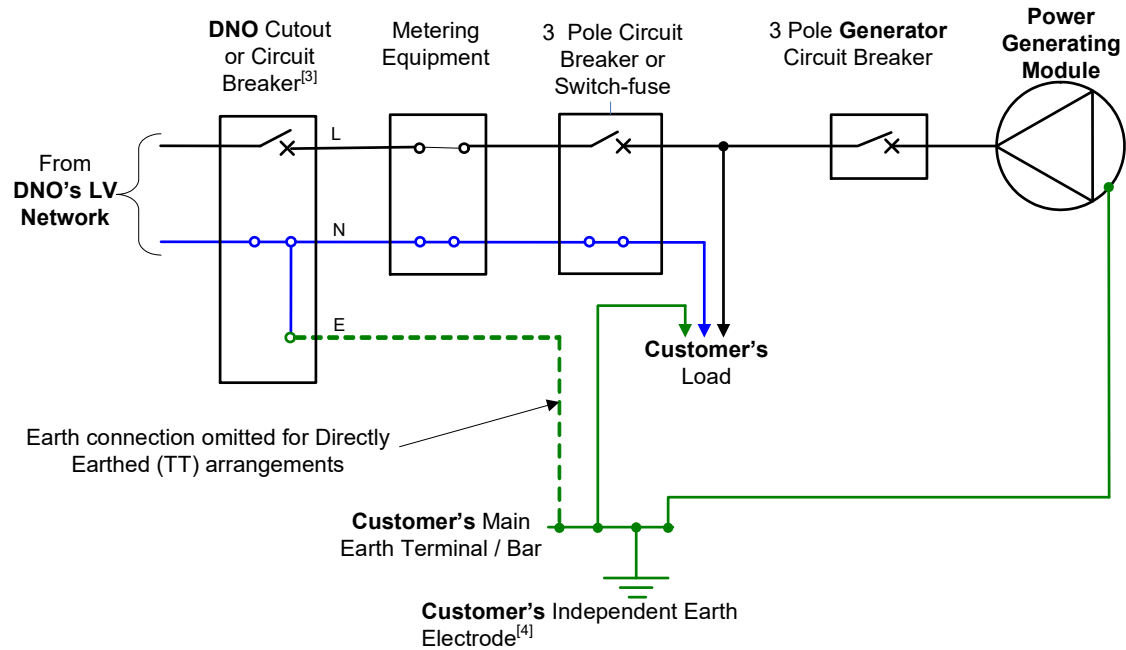 DNO Cutout
or Circuit
Breaker[3]
Metering
Equipment
3 Pole Circuit
Breaker or
Switch-fuse
3 Pole Generator
Circuit Breaker
Power
Generating
Module
L
From
DNO's LV
Network
N
E
Customer's
Load
Earth connection omitted for Directly
Earthed (TT) arrangements
Customer's Main
Earth Terminal / Bar
Customer's Independent Earth
Electrode[4]